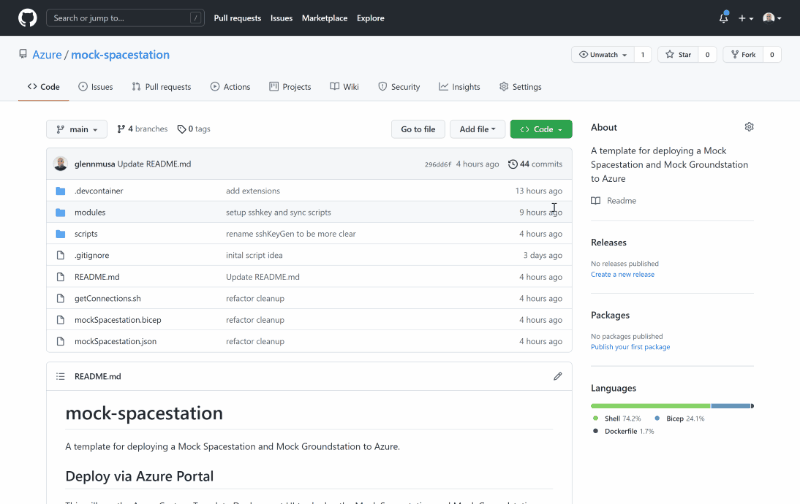 Search or jump to... /
Pull requests Issues Marketplace Explore
Azure / mock-spacestation
Unwatch 1 Star 0 Fork 0
Code Issues Pull requests Actions Projects Wiki Security Insights Settings
main 4 branches 0 tags Go to file Add file Code
glennmusa Update README.md 296dd6f 4 hours ago 44 commits
.devcontainer add extensions 13 hours ago
modules setup sshkey and sync scripts 9 hours ago
scripts rename sshKeyGen to be more clear 4 hours ago
.gitignore inital script idea 3 days ago
README.md Update README.md 4 hours ago
getConnections.sh refactor cleanup 4 hours ago
mockSpacestation.bicep refactor cleanup 4 hours ago
mockSpacestation.json refactor cleanup 4 hours ago
README.md
mock-spacestation
A template for deploying a Mock Spacestation and Mock Groundstation to Azure.
Deploy via Azure Portal
About
A template for deploying a Mock
Spacestation and Mock Groundstation
to Azure
Readme
Releases
No releases published
Create a new release
Packages
No packages published
Publish your first package
Languages
Shell 74.2% Bicep 24.1%
Dockerfile 1.7%